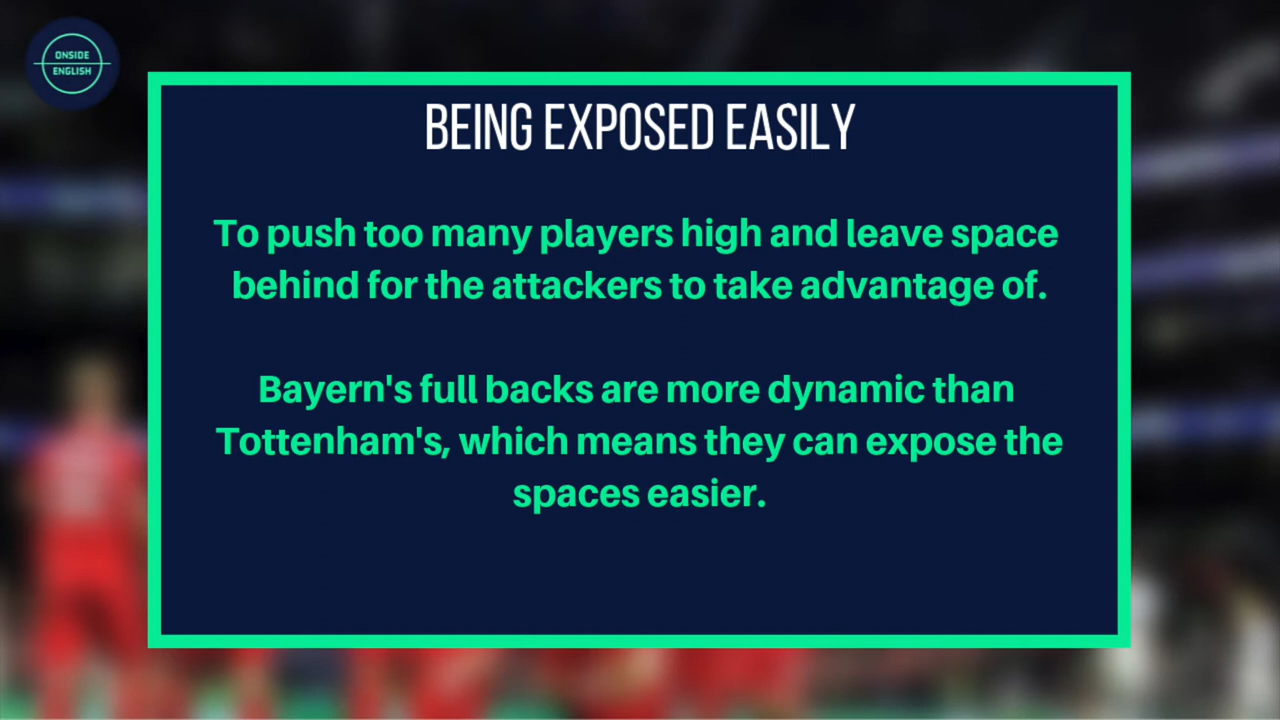 ONSIDE
ENGLISH
BEING EXPOSED EASILY
To push too many players high and leave space
behind for the attackers to take advantage of.
Bayern's full backs are more dynamic than
Tottenham's, which means they can expose the
spaces easier.